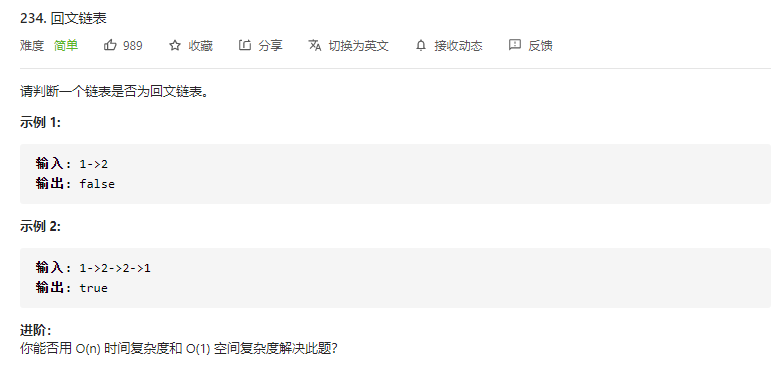 234. 回文链表
难度 简单 989 收藏 分享 切换为英文 接收动态 反馈
请判断一个链表是否为回文链表。
示例 1:
输入: 1->2
输出: false
示例 2:
输入: 1->2->2->1
输出: true
进阶：
你能否用 O(n) 时间复杂度和 O(1) 空间复杂度解决此题？